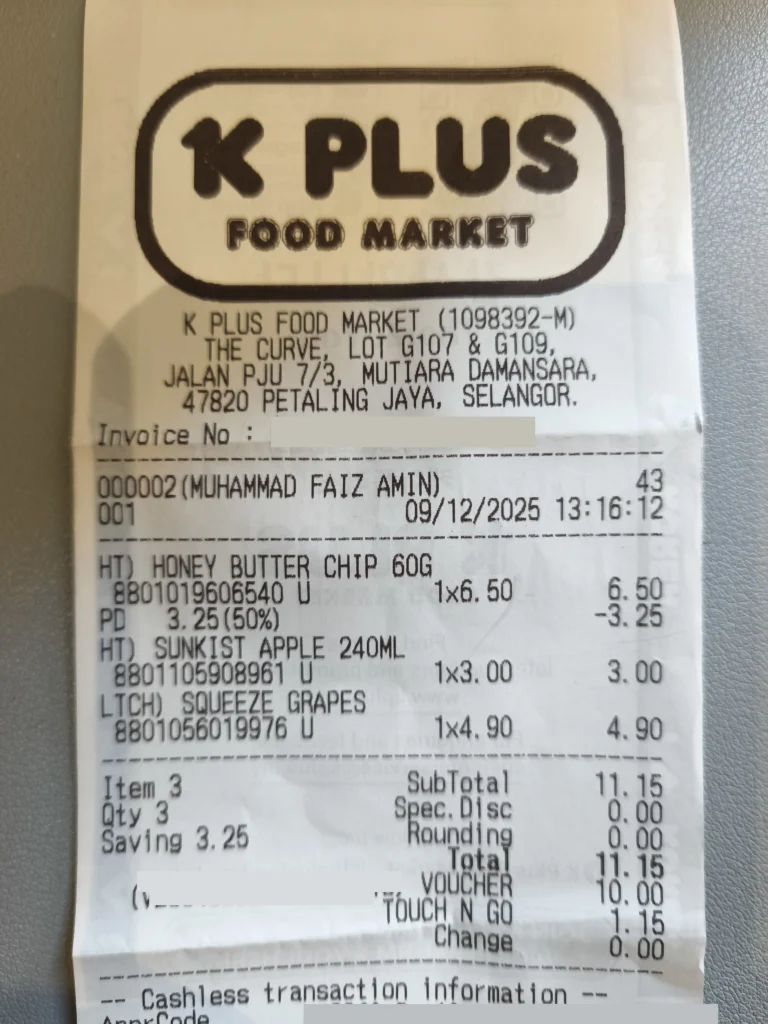 K PLUS
FOOD MARKET
K PLUS FOOD MARKET (1098392-M)
THE CURVE, LOT G107 & G109,
JALAN PJU 7/3, MUTIARA DAMANSARA,
47820 PETALING JAYA, SELANGOR.
Invoice No :
000002(MUHAMMAD FAIZ AMIN) 43
001 09/12/2025 13:16:12
HT) HONEY BUTTER CHIP 60G
8801019606540 U 1x6.50 6.50
PD 3.25(50%) -3.25
HT) SUNKIST APPLE 240ML
8801105908961 U 1x3.00 3.00
LTCH) SQUEEZE GRAPES
8801056019976 U 1x4.90 4.90
Item 3 SubTotal 11.15
Qty 3 Spec.Disc 0.00
Saving 3.25 Rounding 0.00
Total 11.15
VOUCHER 10.00
TOUCH N GO 1.15
Change 0.00
-- Cashless transaction information --
ApprCode